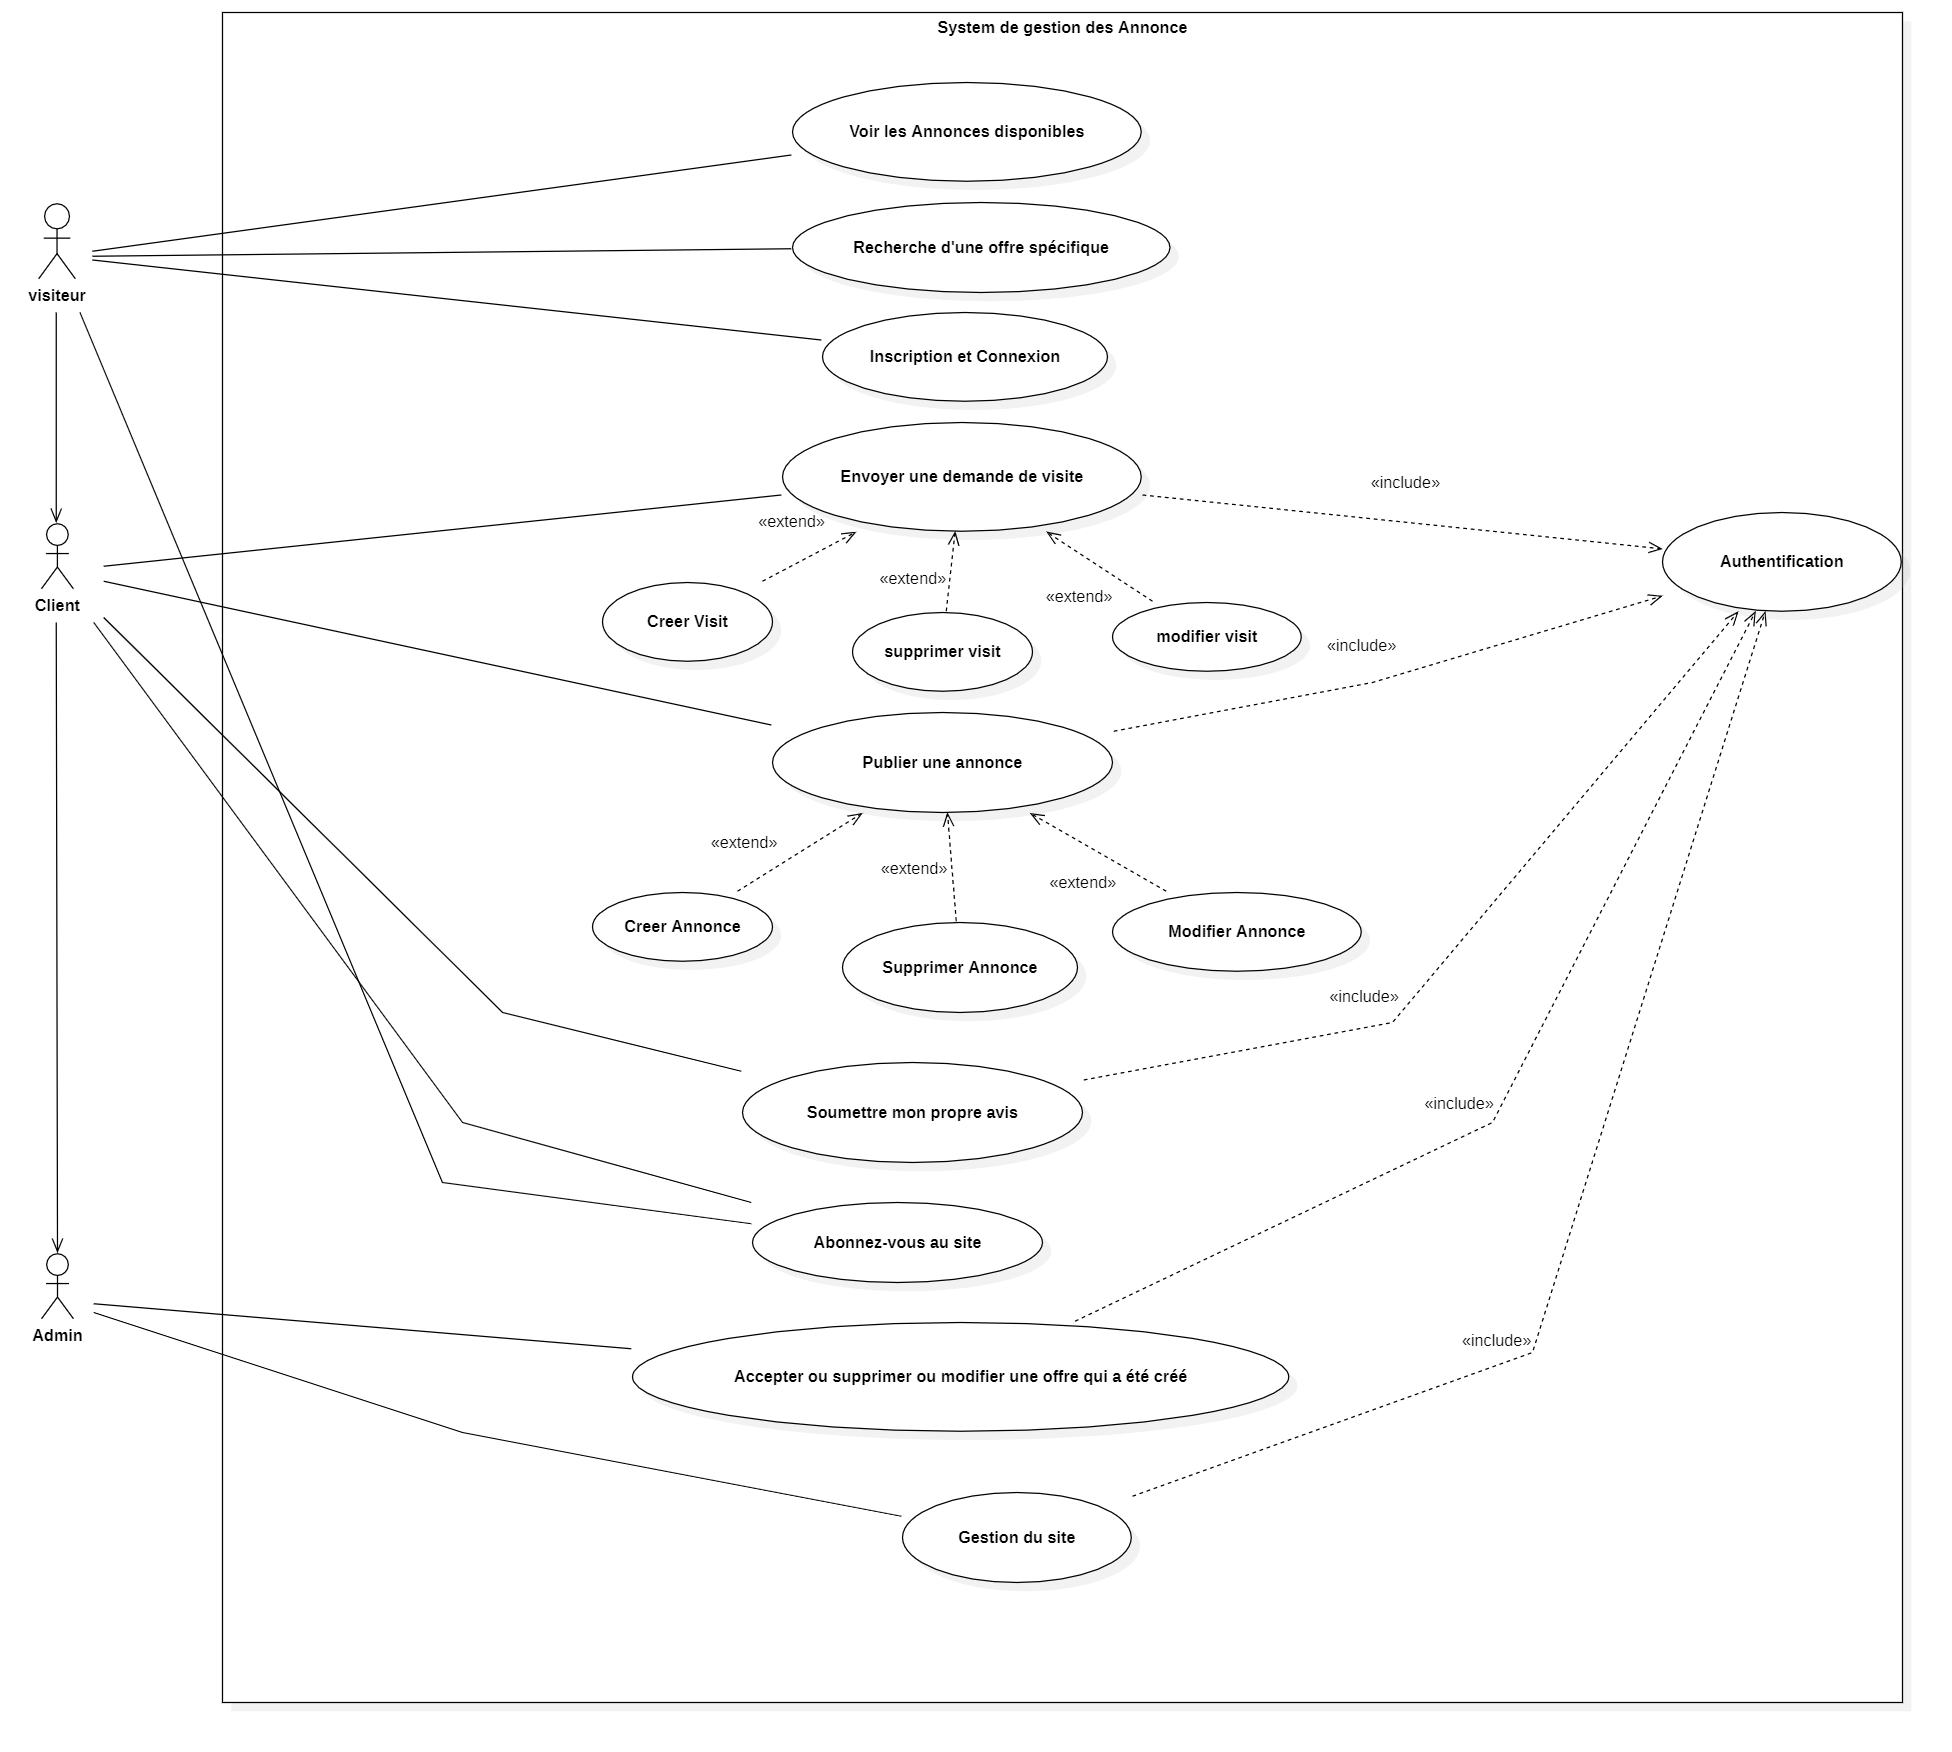 System de gestion des Annonce
Voir les Annonces disponibles
Recherche d'une offre spécifique
visiteur
Inscription et Connexion
Envoyer une demande de visite
«include»
«extend»
Authentification
«extend»
«extend»
Client
Creer Visit
modifier visit
supprimer visit
«include»
Publier une annonce
«extend»
«extend»
«extend»
Creer Annonce
Modifier Annonce
Supprimer Annonce
«include»
«include»
Soumettre mon propre avis
Abonnez-vous au site
Admin
«include»
Accepter ou supprimer ou modifier une offre qui a été créé
Gestion du site